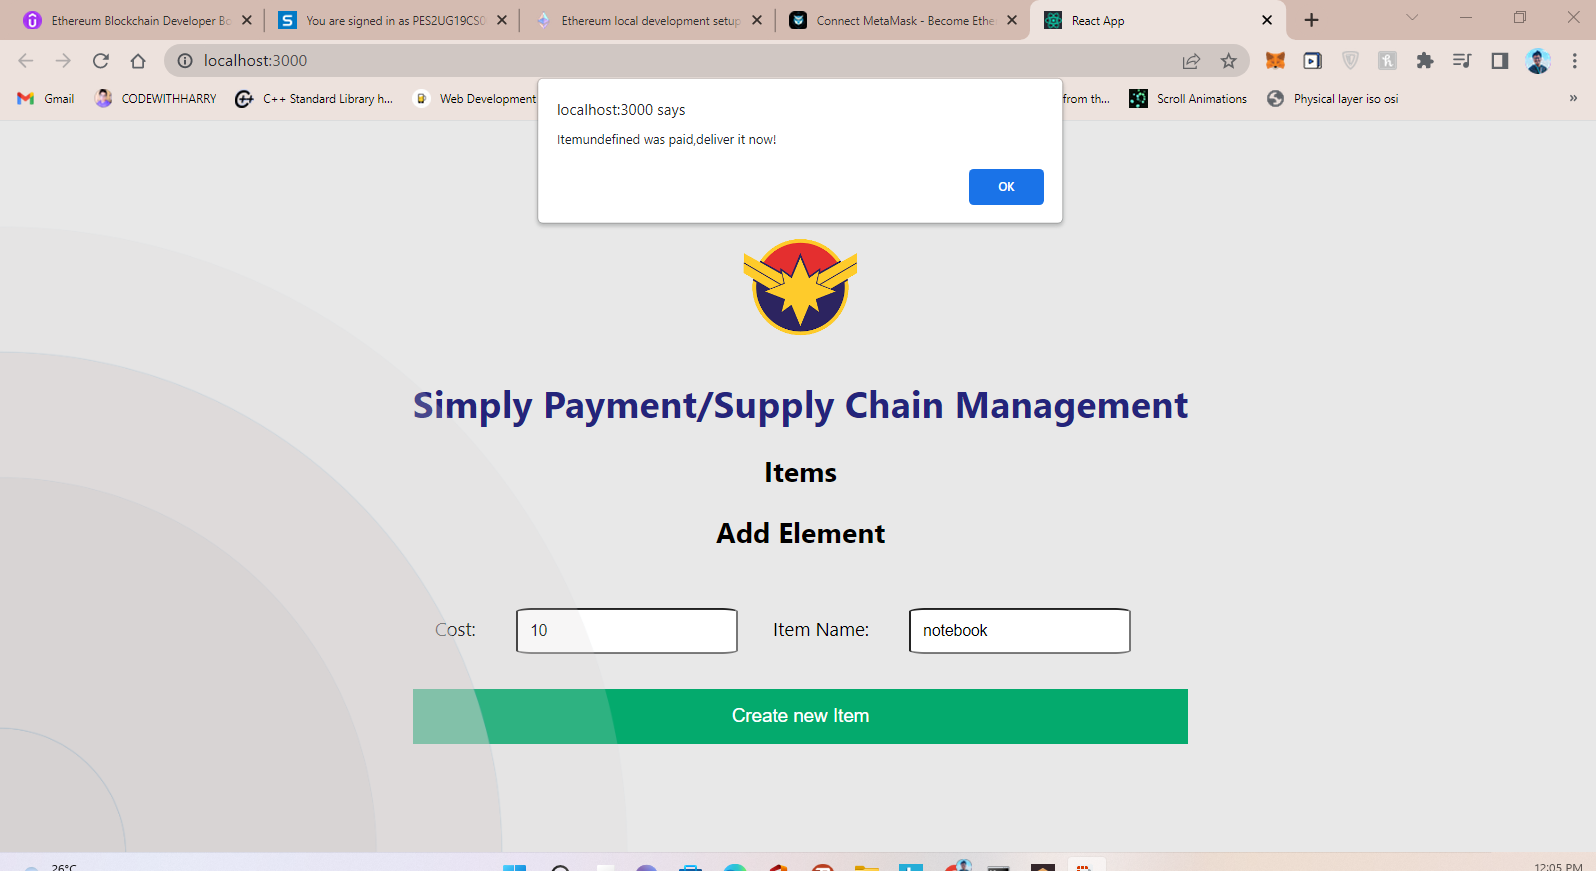 Ethereum Blockchain Developer Bo
You are signed in as PES2UG19CS0
Ethereum local development setup
Connect MetaMask - Become Ethe
React App
localhost:3000
Gmail
CODEWITHHARRY
C++ Standard Library h...
Web Development
from th...
Scroll Animations
Physical layer iso osi
»
localhost:3000 says
Itemundefined was paid,deliver it now!
OK
Simply Payment/Supply Chain Management
Items
Add Element
Cost:
10
Item Name:
notebook
Create new Item
26°C
12:05 PM